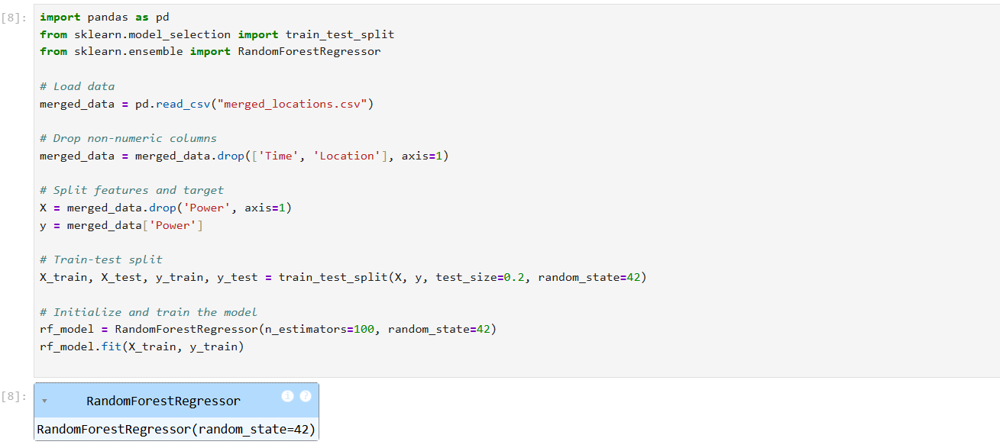 [8]:
import pandas as pd
from sklearn.model_selection import train_test_split
from sklearn.ensemble import RandomForestRegressor
# Load data
merged_data = pd.read_csv("merged_locations.csv")
# Drop non-numeric columns
merged_data = merged_data.drop(['Time', 'Location'], axis=1)
# Split features and target
X = merged_data.drop('Power', axis=1)
y = merged_data['Power']
# Train-test split
X_train, X_test, y_train, y_test = train_test_split(X, y, test_size=0.2, random_state=42)
# Initialize and train the model
rf_model = RandomForestRegressor(n_estimators=100, random_state=42)
rf_model.fit(X_train, y_train)
[8]:
RandomForestRegressor i ?
RandomForestRegressor(random_state=42)